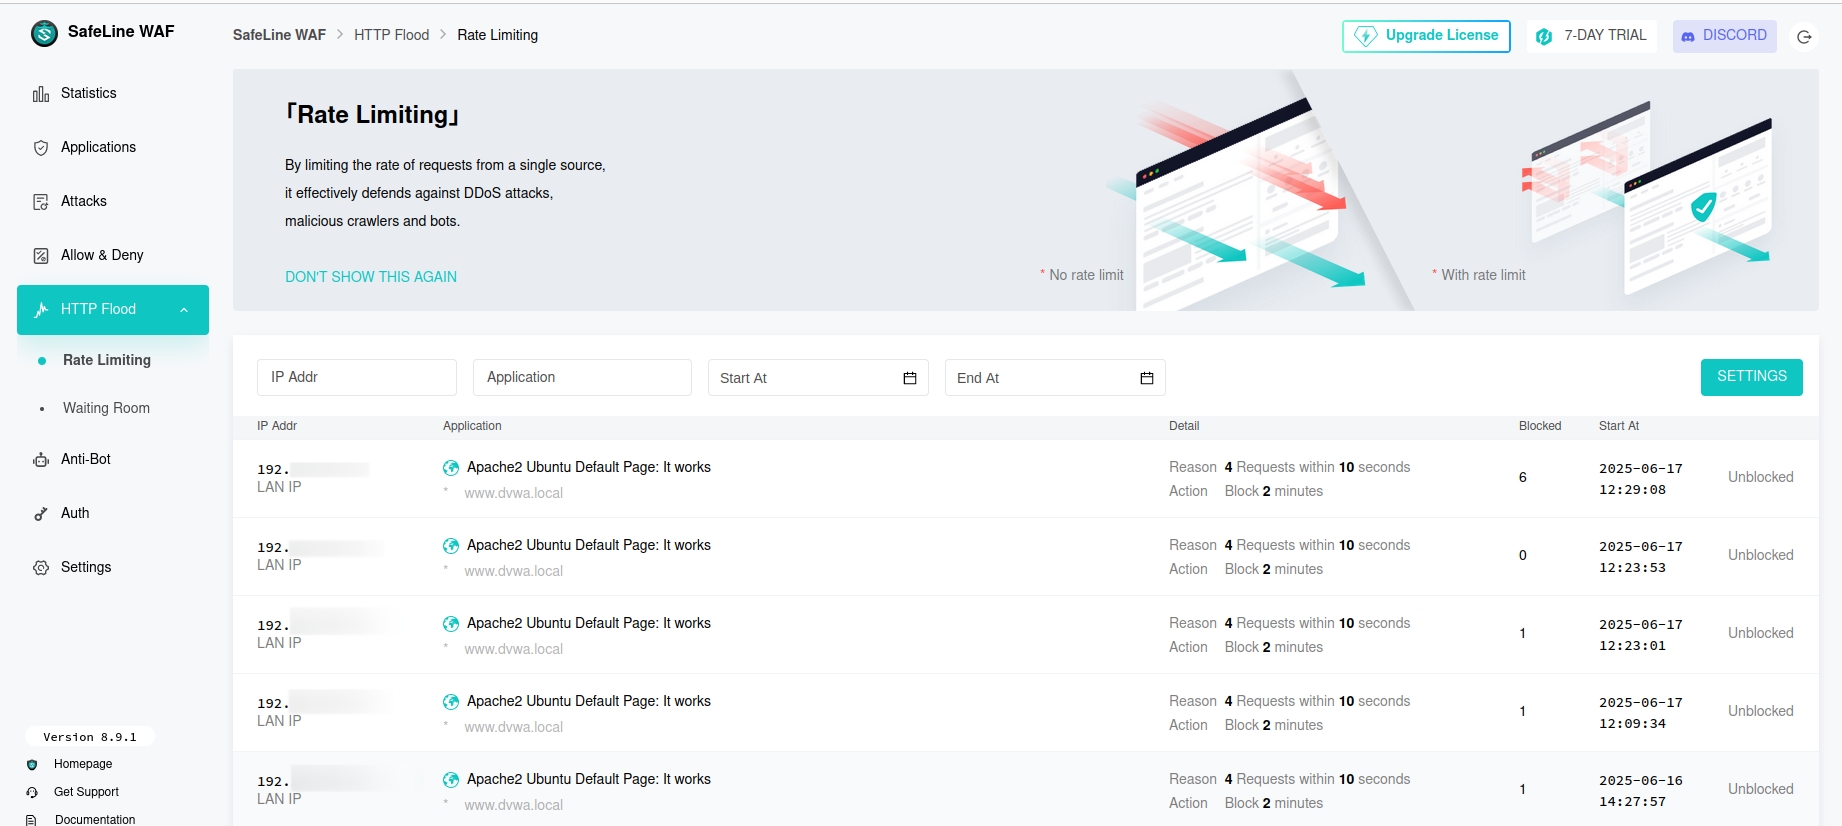 SafeLine WAF
SafeLine WAF > HTTP Flood > Rate Limiting
Upgrade License
7-DAY TRIAL
DISCORD
Statistics
Applications
Attacks
Allow & Deny
HTTP Flood
Rate Limiting
Waiting Room
Anti-Bot
Auth
Settings
Version 8.9.1
Homepage
Get Support
Documentation
「Rate Limiting」
By limiting the rate of requests from a single source,
it effectively defends against DDoS attacks,
malicious crawlers and bots.
DON'T SHOW THIS AGAIN
* No rate limit
* With rate limit
IP Addr
Application
Start At
End At
SETTINGS
IP Addr Application Detail Blocked Start At
192. Apache2 Ubuntu Default Page: It works Reason 4 Requests within 10 seconds 6 2025-06-17 Unblocked
LAN IP * www.dvwa.local Action Block 2 minutes 12:29:08
192. Apache2 Ubuntu Default Page: It works Reason 4 Requests within 10 seconds 0 2025-06-17 Unblocked
LAN IP * www.dvwa.local Action Block 2 minutes 12:23:53
192. Apache2 Ubuntu Default Page: It works Reason 4 Requests within 10 seconds 1 2025-06-17 Unblocked
LAN IP * www.dvwa.local Action Block 2 minutes 12:23:01
192. Apache2 Ubuntu Default Page: It works Reason 4 Requests within 10 seconds 1 2025-06-17 Unblocked
LAN IP * www.dvwa.local Action Block 2 minutes 12:09:34
192. Apache2 Ubuntu Default Page: It works Reason 4 Requests within 10 seconds 1 2025-06-16 Unblocked
LAN IP * www.dvwa.local Action Block 2 minutes 14:27:57